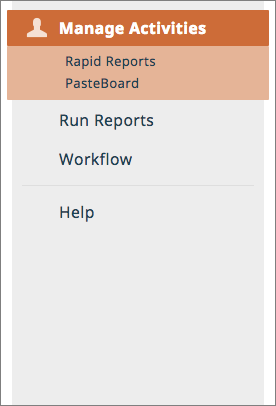 Manage Activities
Rapid Reports
PasteBoard
Run Reports
Workflow
Help